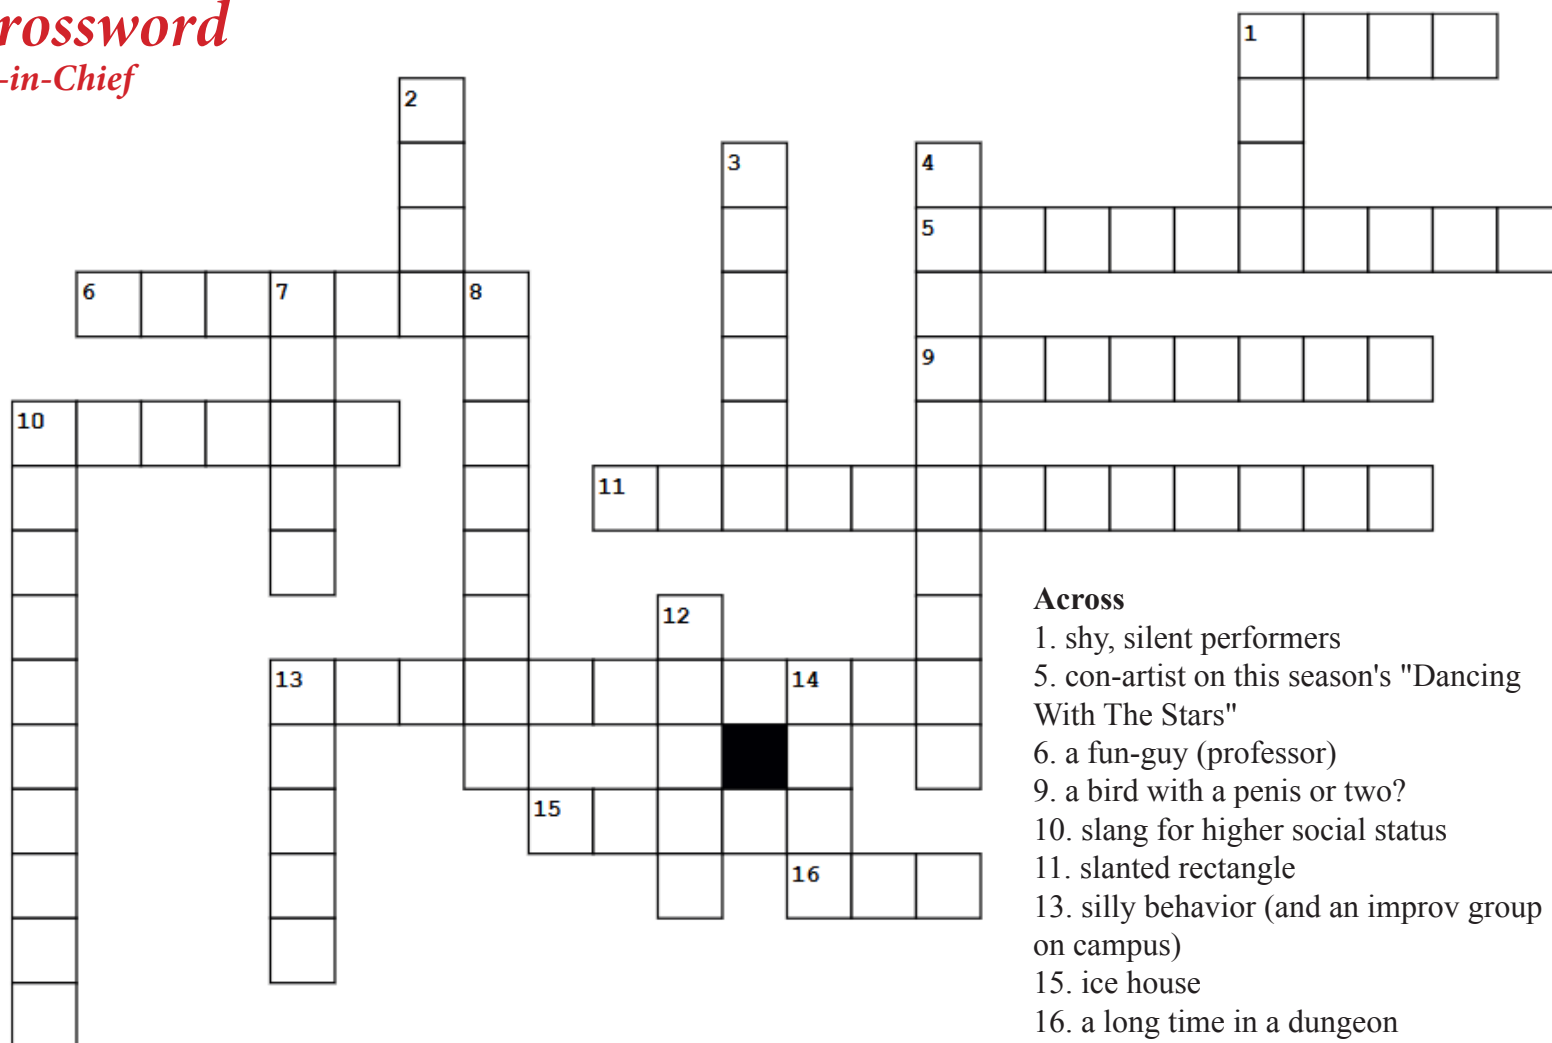 rossword
-in-Chief
1
2
3
4
5
6
7
8
9
10
11
12
13
14
15
16
Across
1. shy, silent performers
5. con-artist on this season's "Dancing
With The Stars"
6. a fun-guy (professor)
9. a bird with a penis or two?
10. slang for higher social status
11. slanted rectangle
13. silly behavior (and an improv group
on campus)
15. ice house
16. a long time in a dungeon